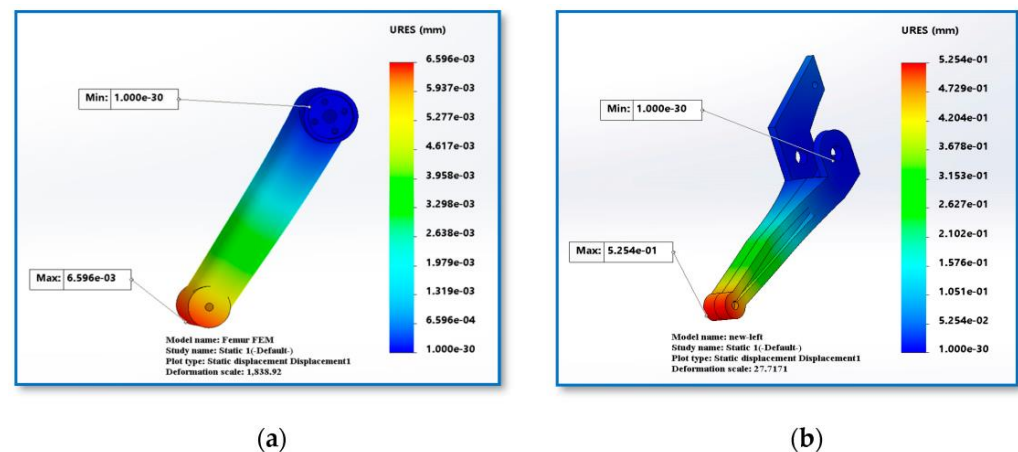 URES (mm)
6.596e-03
5.937e-03
5.277e-03
4.617e-03
3.958e-03
3.298e-03
2.638e-03
1.979e-03
1.319e-03
6.596e-04
1.000e-30
Min: 1.000e-30
Max: 6.596e-03
Model name: Femur FEM
Study name: Static 1(-Default-)
Plot type: Static displacement Displacement1
Deformation scale: 1,838.92
(a)
URES (mm)
5.254e-01
4.729e-01
4.204e-01
3.678e-01
3.153e-01
2.627e-01
2.102e-01
1.576e-01
1.051e-01
5.254e-02
1.000e-30
Min: 1.000e-30
Max: 5.254e-01
Model name: new-left
Study name: Static 1(-Default-)
Plot type: Static displacement Displacement1
Deformation scale: 27.7171
(b)